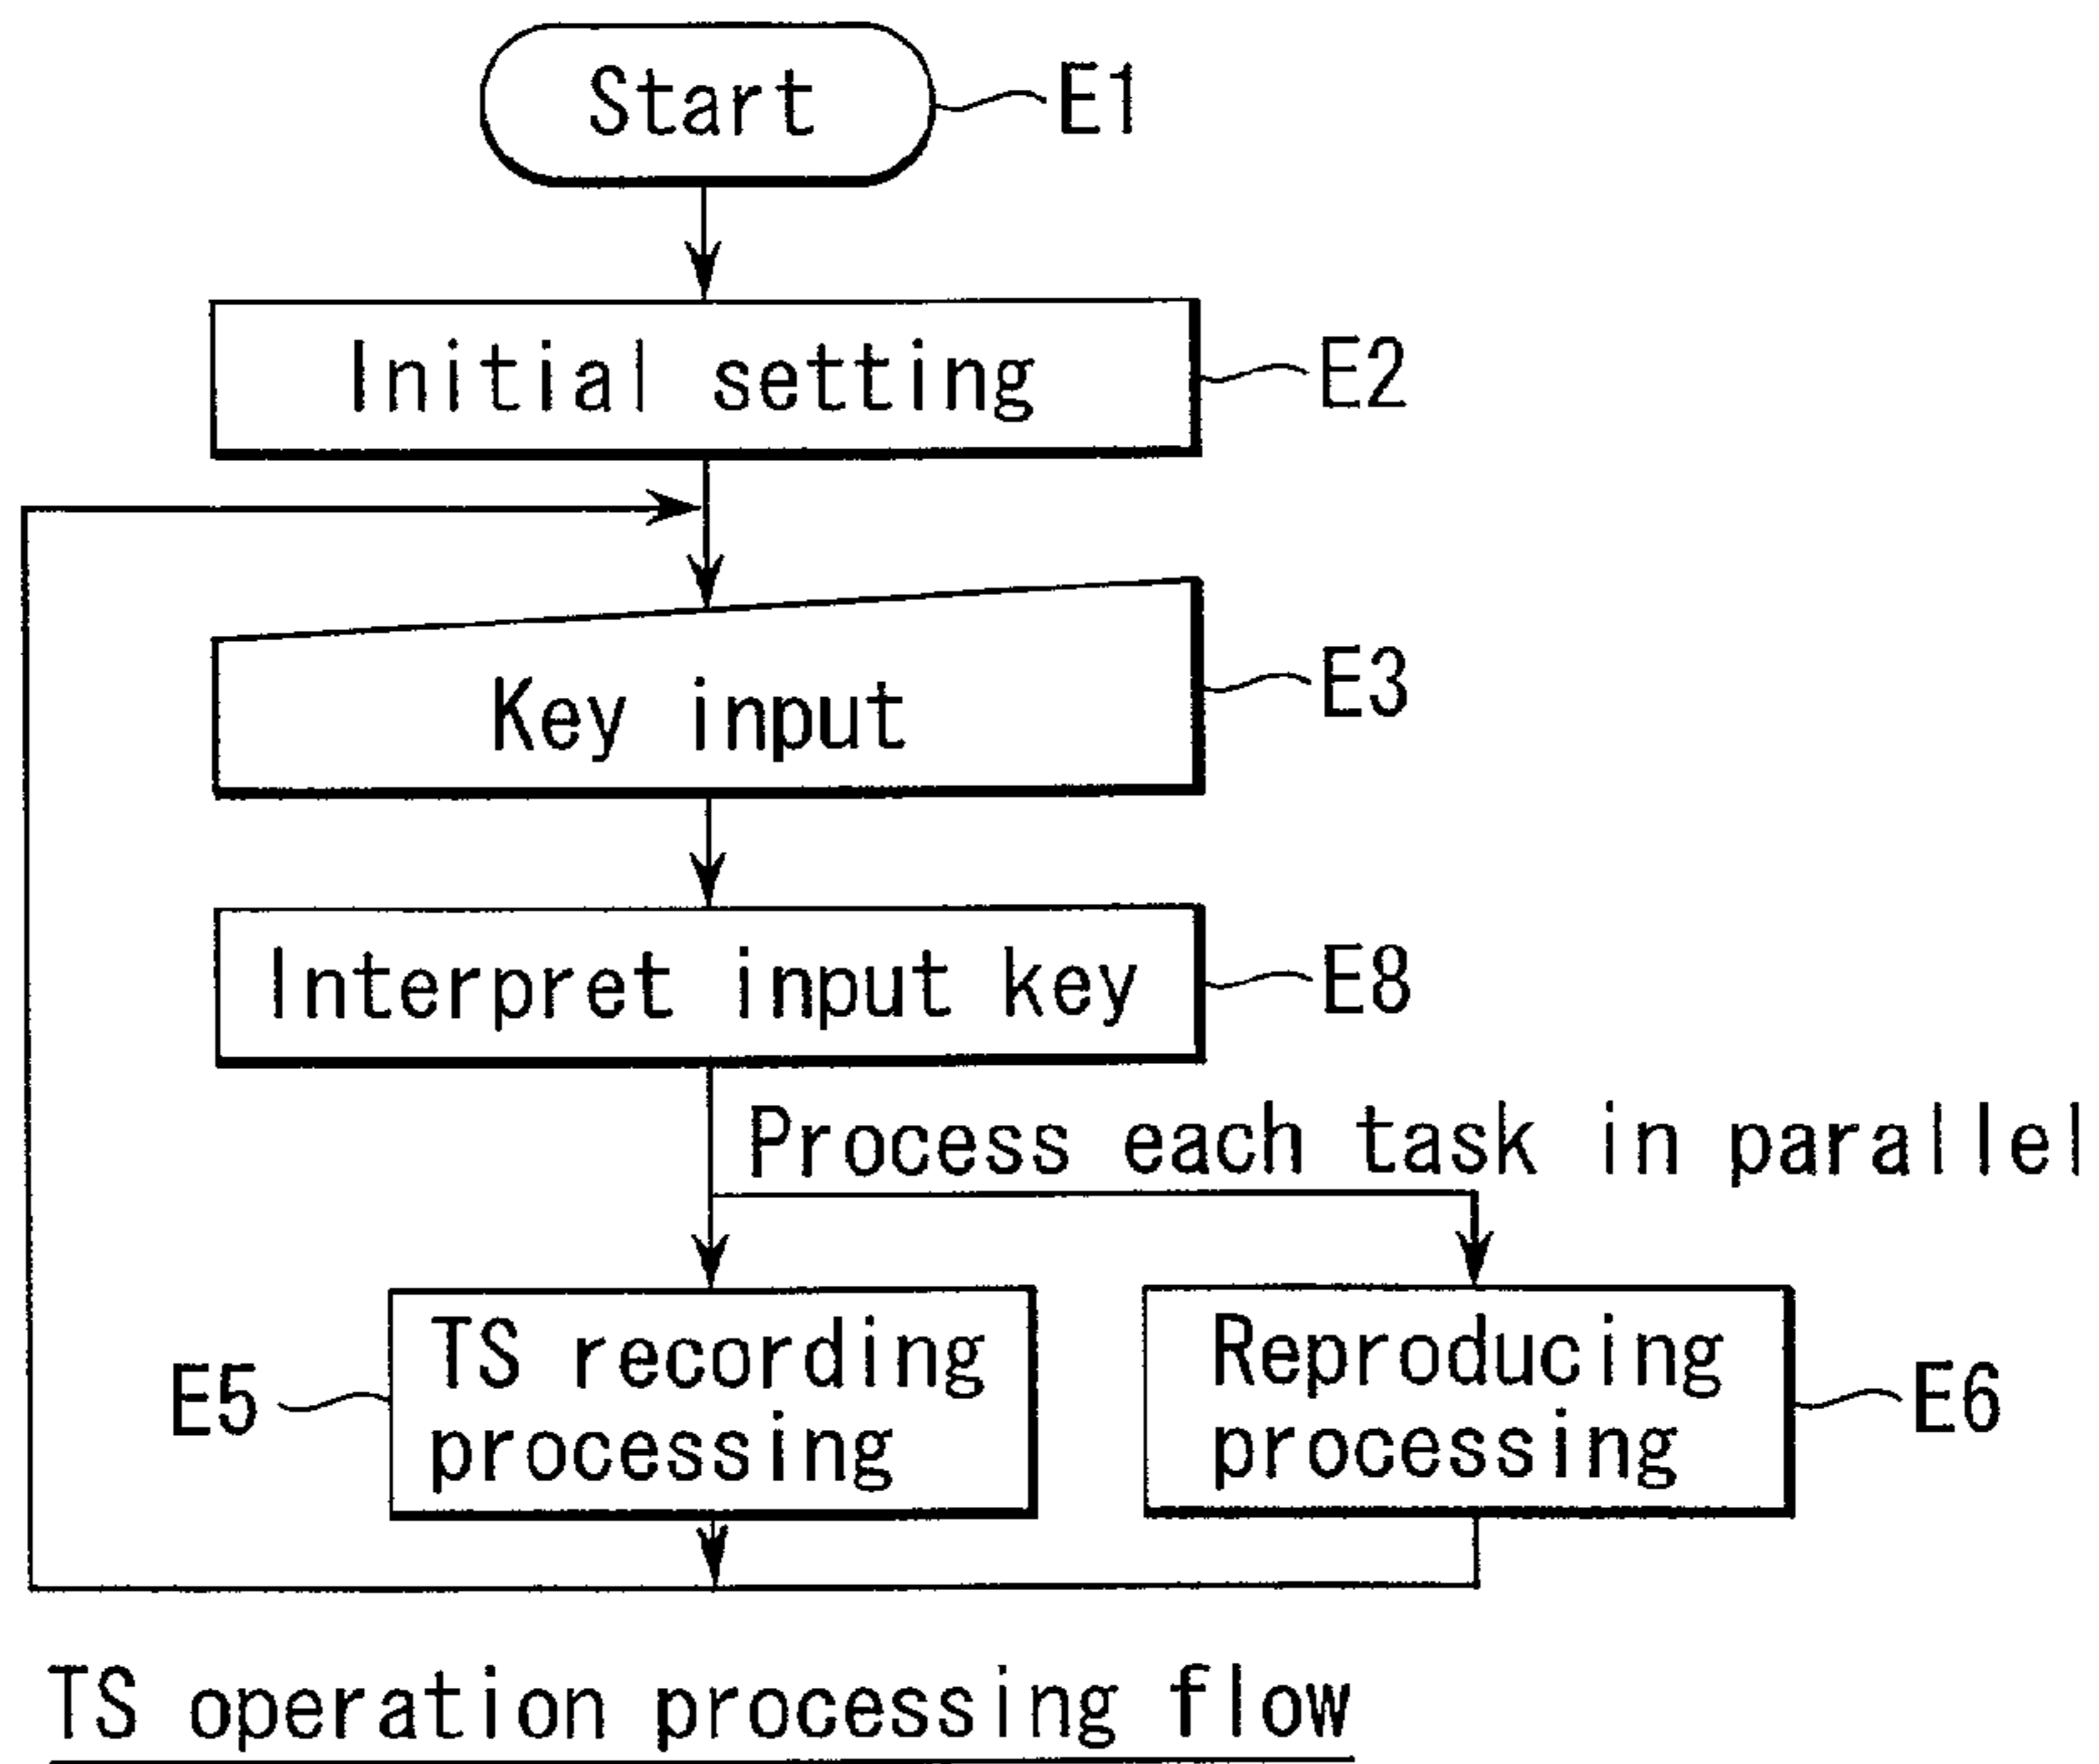 Start
E1
Initial setting
E2
Key input
E3
Interpret input key
E8
Process each task in parallel
E5
TS recording
processing
Reproducing
processing
E6
TS operation processing flow